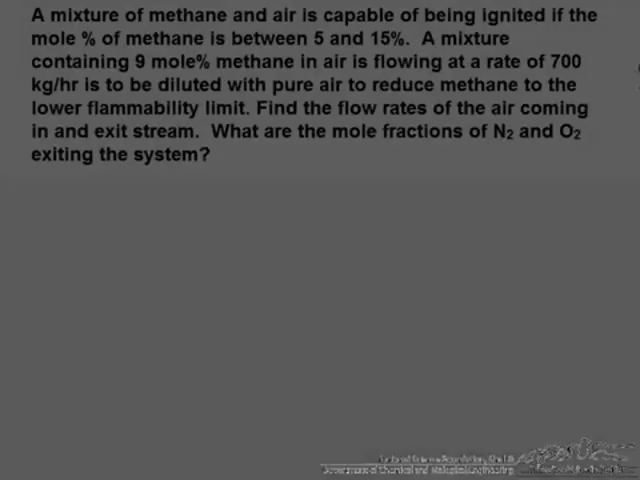 A mixture of methane and air is capable of being ignited if the
mole % of methane is between 5 and 15%.  A mixture
containing 9 mole% methane in air is flowing at a rate of 700
kg/hr is to be diluted with pure air to reduce methane to the
lower flammability limit. Find the flow rates of the air coming
in and exit stream.  What are the mole fractions of N₂ and O₂
exiting the system?